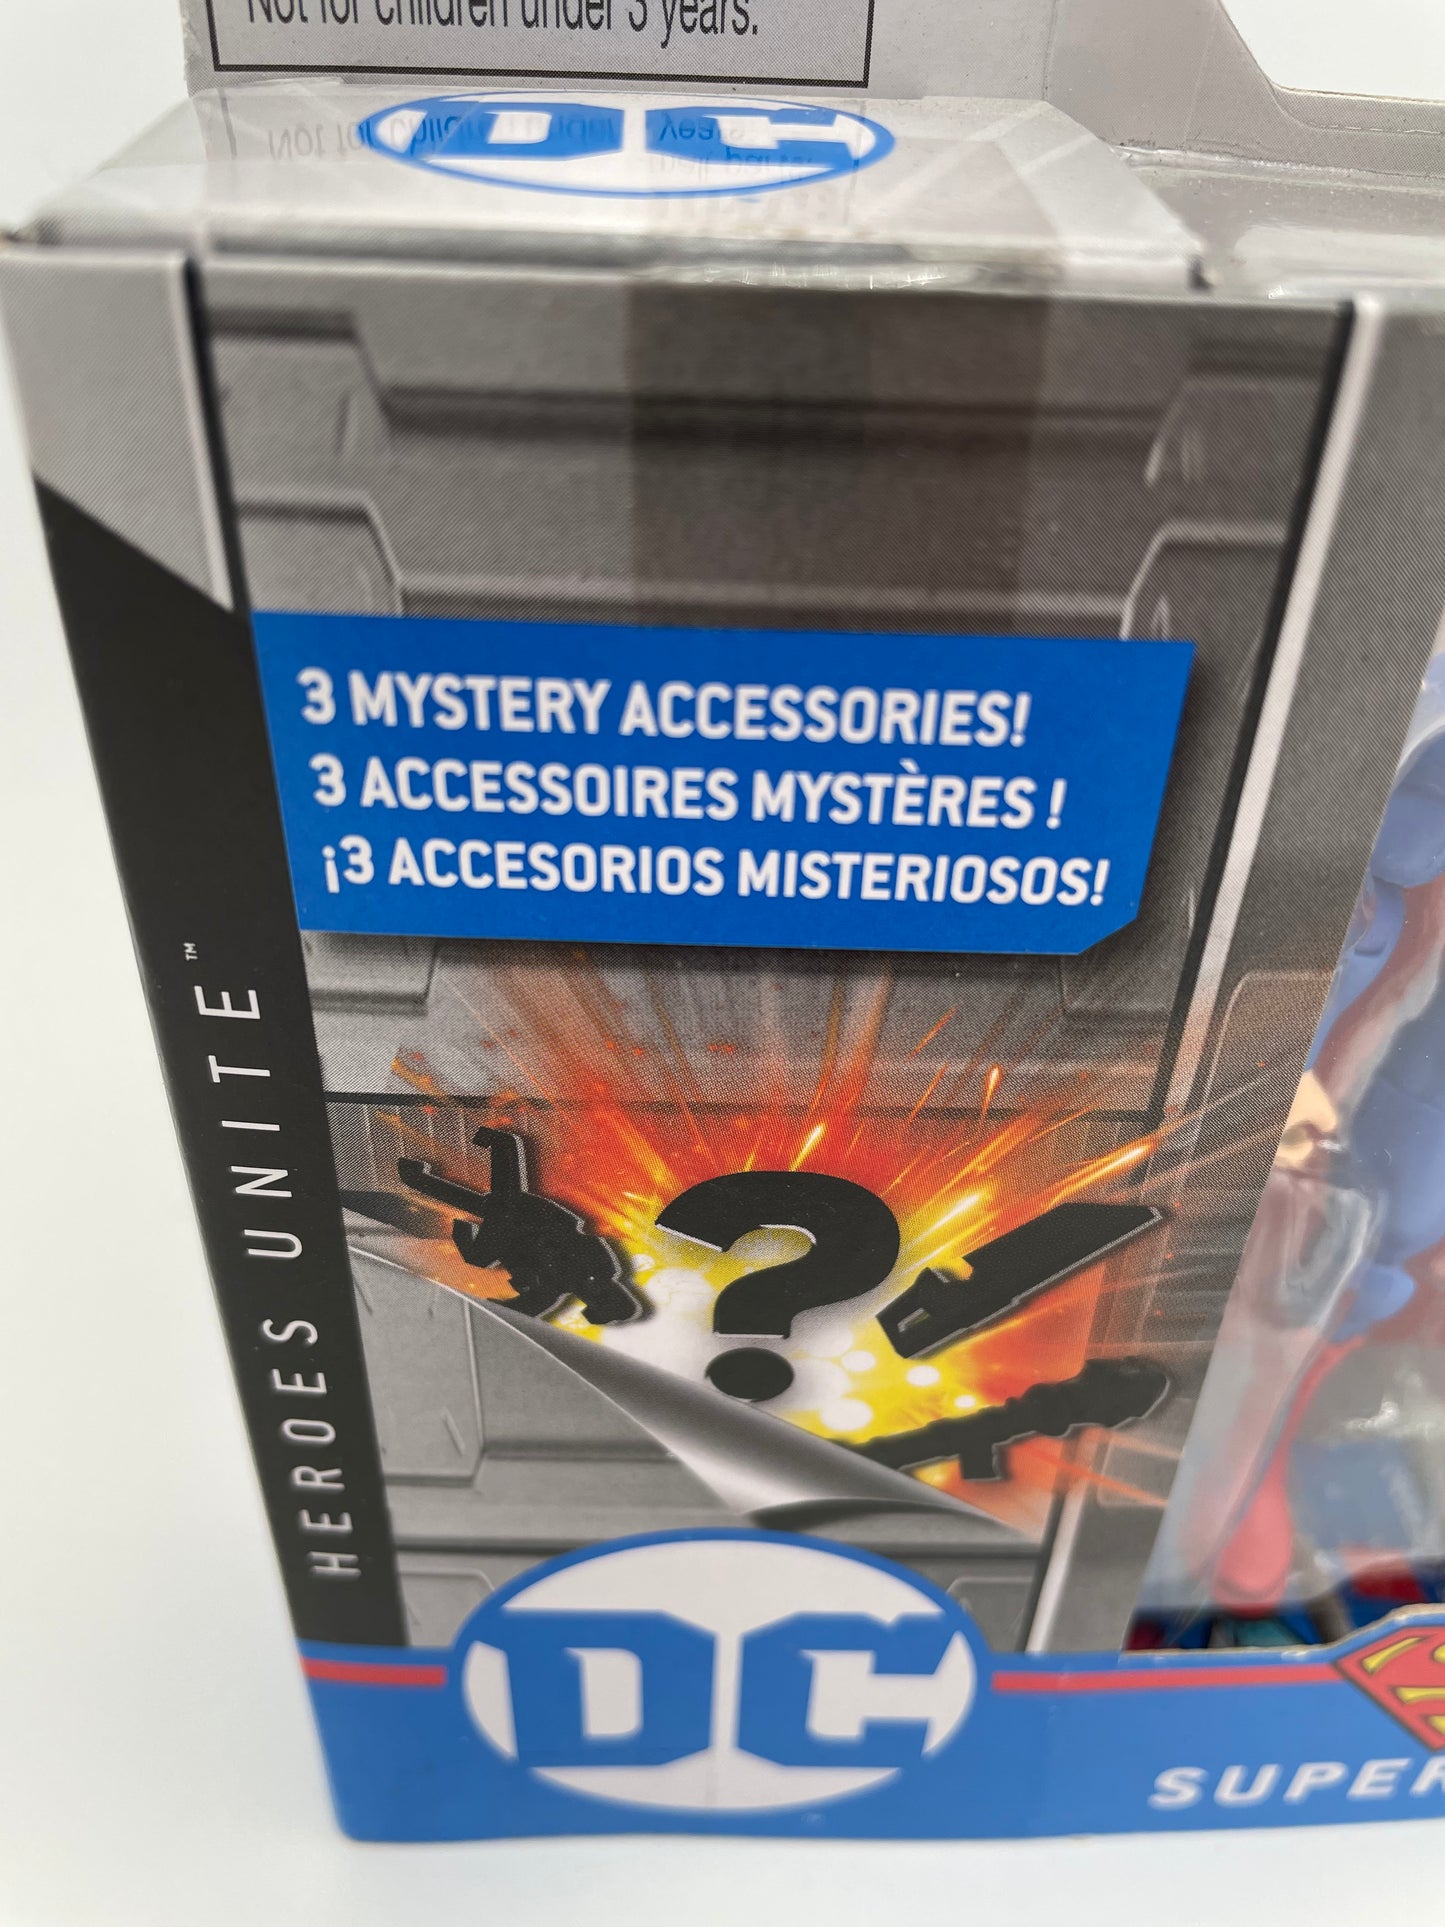 Not for children under 3 years.
DC
3 MYSTERY ACCESSORIES!
3 ACCESSOIRES MYSTÈRES !
¡3 ACCESORIOS MISTERIOSOS!
HEROES UNITE™
?
DC
SUPER